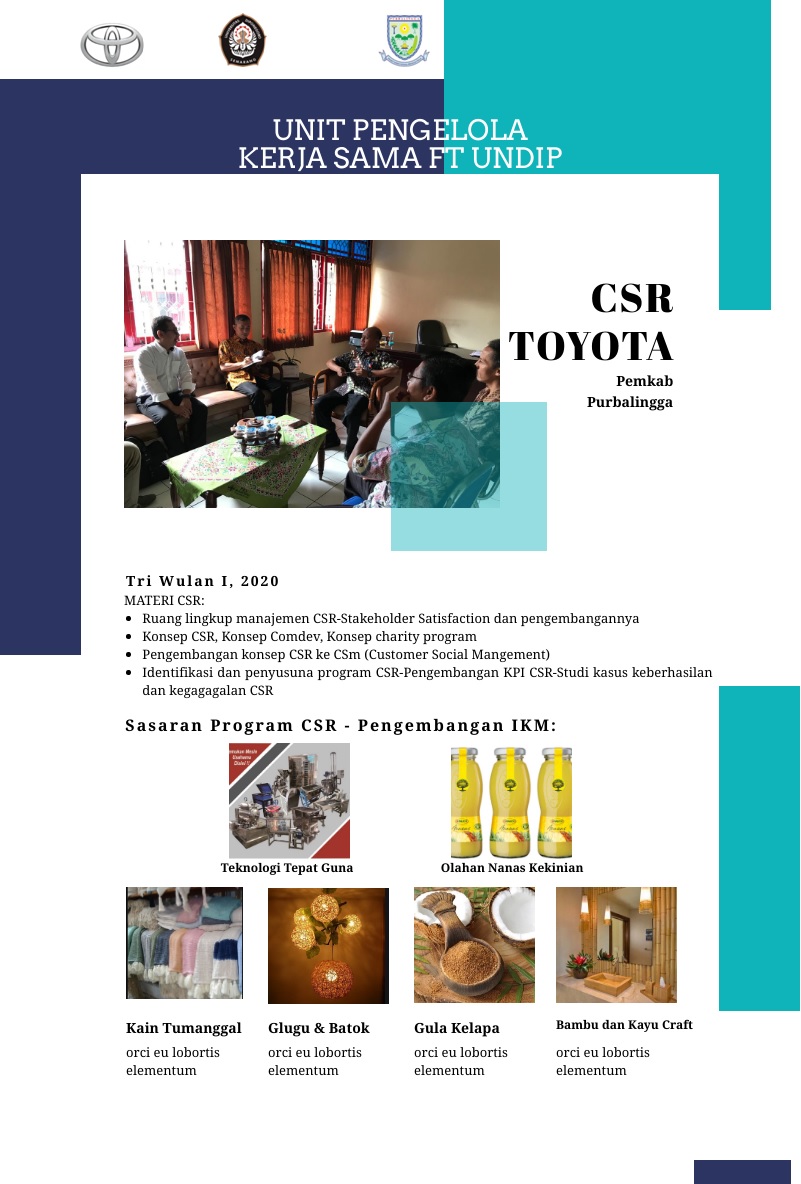 UNIT PENGELOLA
KERJA SAMA FT UNDIP
CSR
TOYOTA
Pemkab
Purbalingga
Tri Wulan I, 2020
MATERI CSR:
Ruang lingkup manajemen CSR-Stakeholder Satisfaction dan pengembangannya
Konsep CSR, Konsep Comdev, Konsep charity program
Pengembangan konsep CSR ke CSm (Customer Social Mangement)
Identifikasi dan penyusuna program CSR-Pengembangan KPI CSR-Studi kasus keberhasilan
dan kegagagalan CSR
Sasaran Program CSR - Pengembangan IKM:
Teknologi Tepat Guna
Olahan Nanas Kekinian
Kain Tumanggal
Glugu & Batok
Gula Kelapa
Bambu dan Kayu Craft
orci eu lobortis
elementum
orci eu lobortis
elementum
orci eu lobortis
elementum
orci eu lobortis
elementum